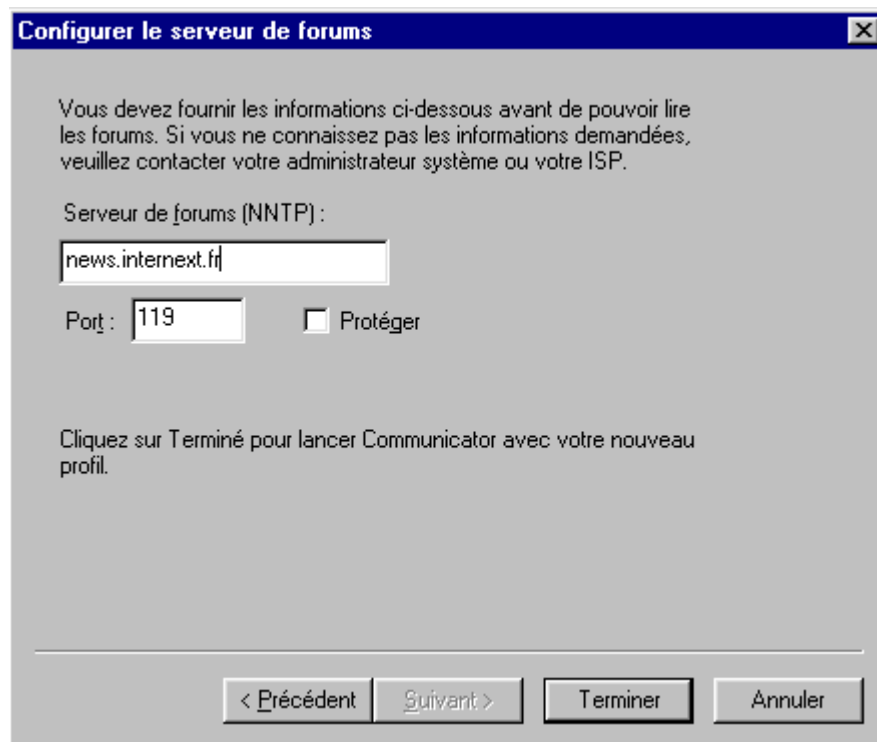 Configurer le serveur de forums
Vous devez fournir les informations ci-dessous avant de pouvoir lire
les forums. Si vous ne connaissez pas les informations demandées,
veuillez contacter votre administrateur système ou votre ISP.
Serveur de forums (NNTP) :
news.internext.fr
Port : 119 Protéger
Cliquez sur Terminé pour lancer Communicator avec votre nouveau
profil.
< Précédent Suivant > Terminer Annuler